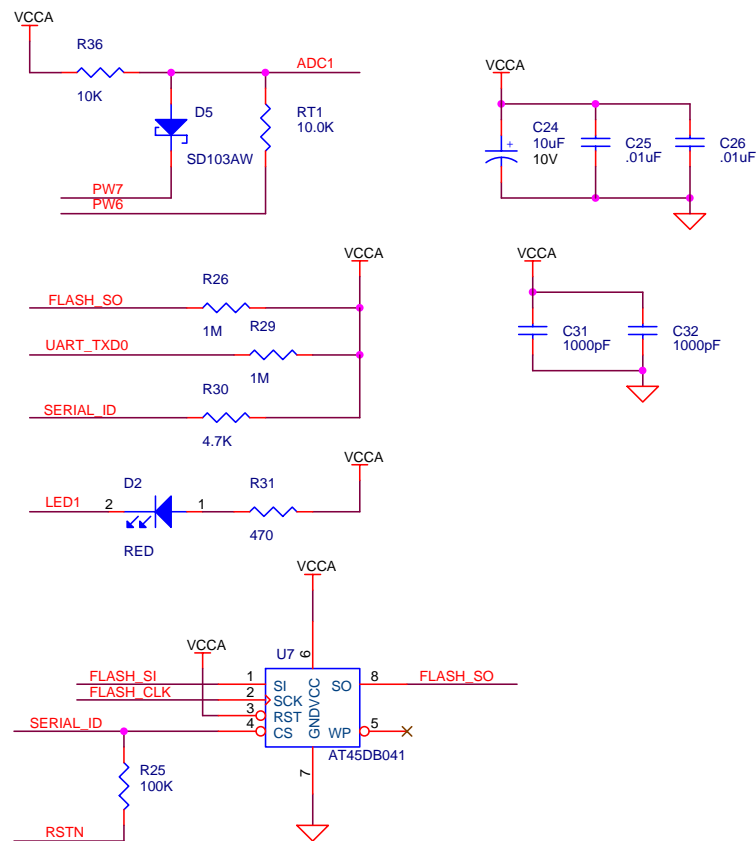 VCCA
R36
ADC1
10K
D5
RT1
10.0K
SD103AW
PW7
PW6
VCCA
C24
10uF
10V
+
C25
.01uF
C26
.01uF
VCCA
R26
FLASH_SO
1M
R29
UART_TXD0
1M
R30
SERIAL_ID
4.7K
VCCA
C31
1000pF
C32
1000pF
VCCA
D2
R31
LED1
2
1
RED
470
VCCA
VCCA
U7
6
FLASH_SI
1
SI
SO
8
FLASH_SO
FLASH_CLK
2
SCK
3
RST
GND
VCC
SERIAL_ID
4
CS
WP
5
AT45DB041
7
R25
100K
RSTN